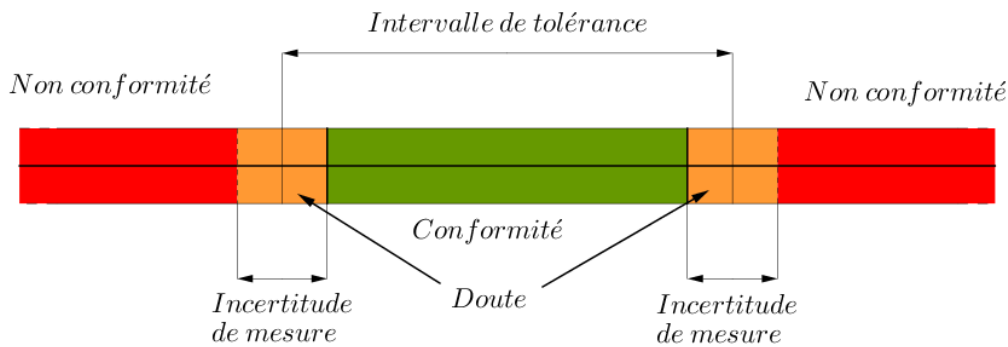 Intervalle de tolérance
Non conformité
Non conformité
Conformité
Doute
Incertitude
de mesure
Incertitude
de mesure